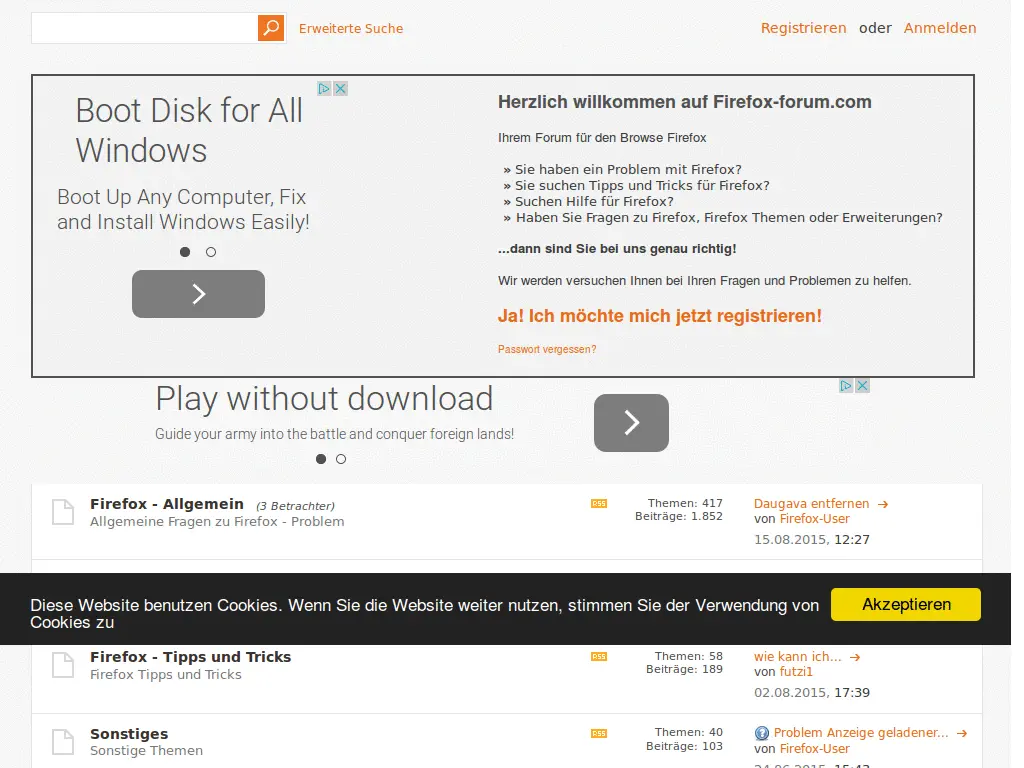 Erweiterte Suche
Registrieren oder Anmelden
Boot Disk for All
Windows
Boot Up Any Computer, Fix
and Install Windows Easily!
Herzlich willkommen auf Firefox-forum.com
Ihrem Forum für den Browse Firefox
» Sie haben ein Problem mit Firefox?
» Sie suchen Tipps und Tricks für Firefox?
» Suchen Hilfe für Firefox?
» Haben Sie Fragen zu Firefox, Firefox Themen oder Erweiterungen?
...dann sind Sie bei uns genau richtig!
Wir werden versuchen Ihnen bei Ihren Fragen und Problemen zu helfen.
Ja! Ich möchte mich jetzt registrieren!
Passwort vergessen?
Play without download
Guide your army into the battle and conquer foreign lands!
Firefox - Allgemein (3 Betrachter)
Allgemeine Fragen zu Firefox - Problem
RSS
Themen: 417
Beiträge: 1.852
Daugava entfernen →
von Firefox-User
15.08.2015, 12:27
Diese Website benutzen Cookies. Wenn Sie die Website weiter nutzen, stimmen Sie der Verwendung von
Cookies zu
Akzeptieren
Firefox - Tipps und Tricks
Firefox Tipps und Tricks
RSS
Themen: 58
Beiträge: 189
wie kann ich... →
von futzi1
02.08.2015, 17:39
Sonstiges
Sonstige Themen
RSS
Themen: 40
Beiträge: 103
Problem Anzeige geladener... →
von Firefox-User